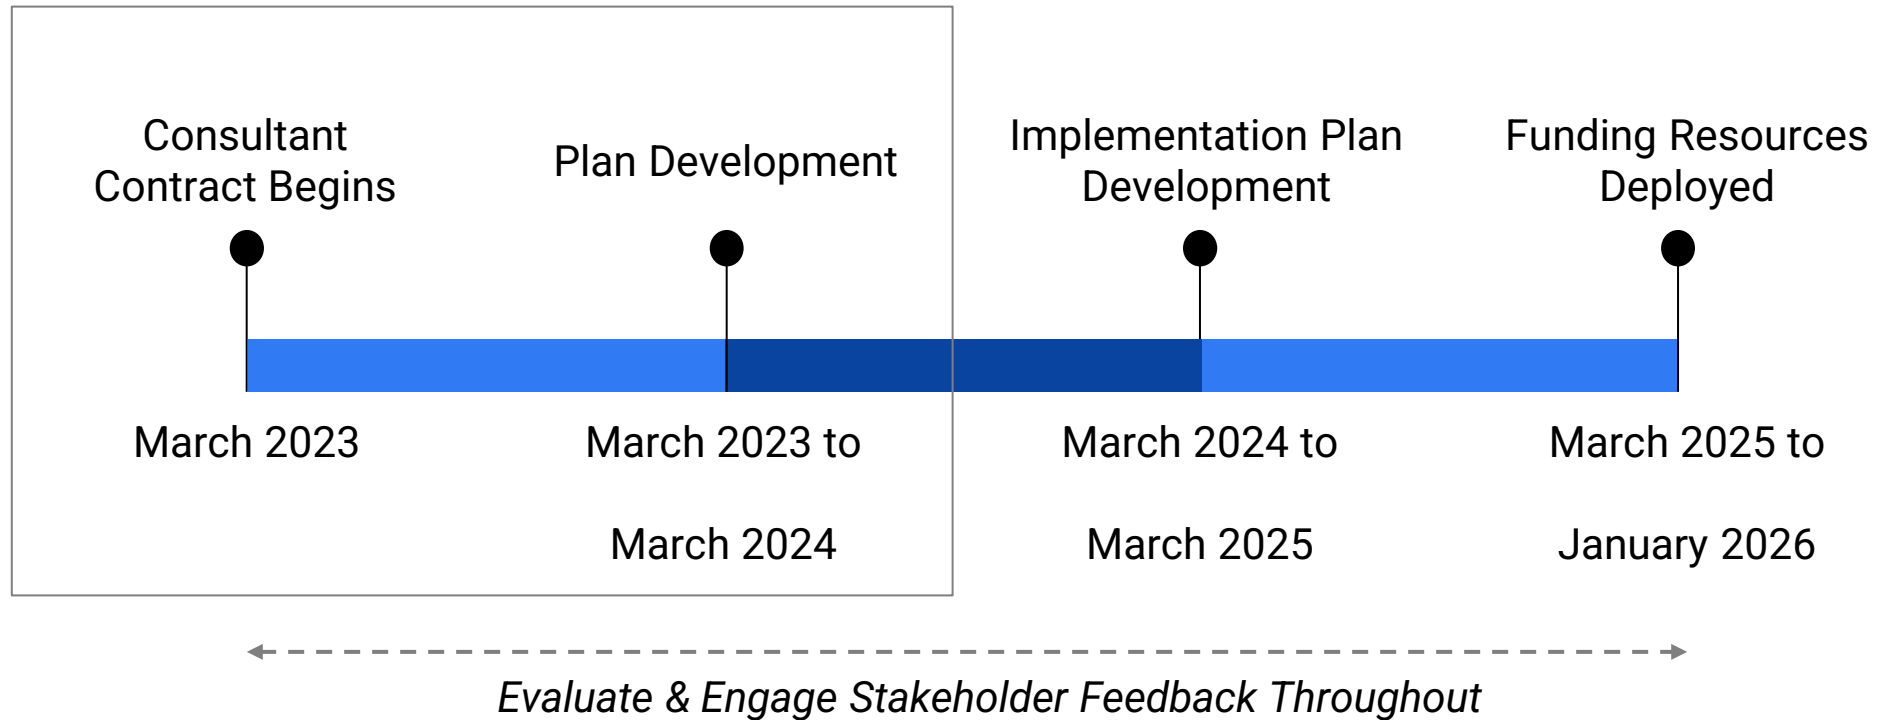 Consultant
Contract Begins
Plan Development
Implementation Plan
Development
Funding Resources
Deployed
March 2023
March 2023 to
March 2024
March 2024 to
March 2025
March 2025 to
January 2026
Evaluate & Engage Stakeholder Feedback Throughout